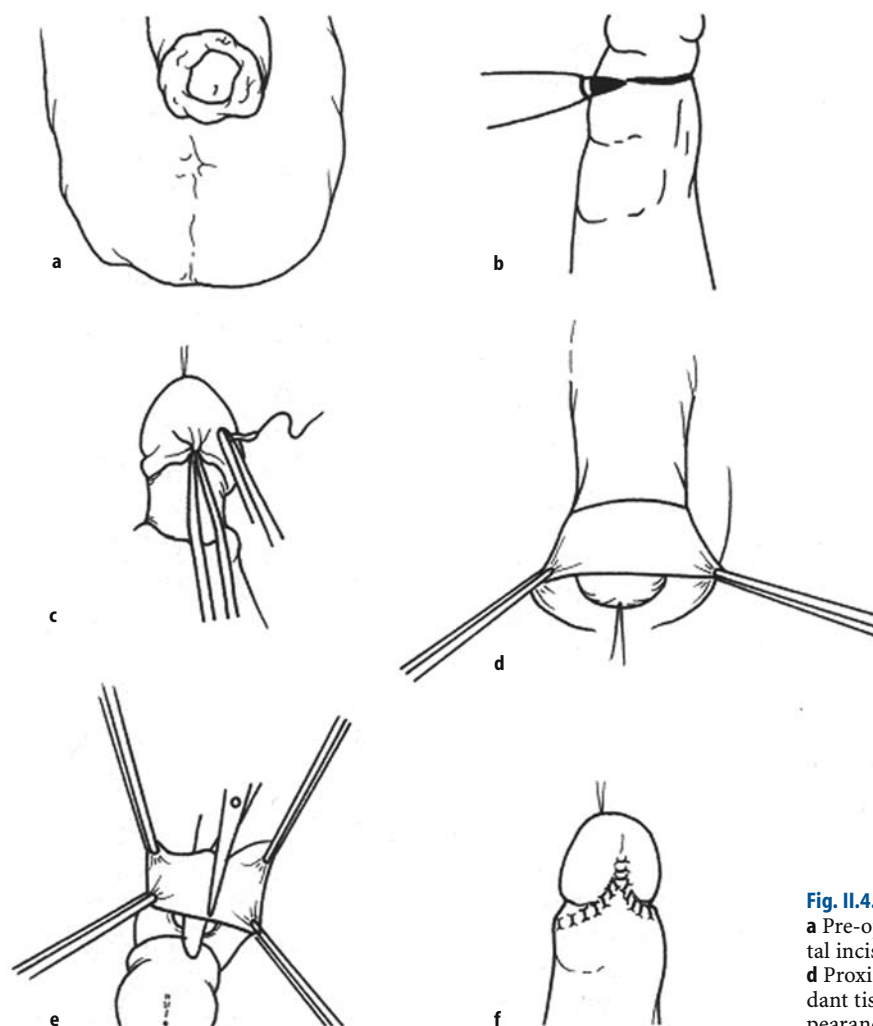 a
b
c
d
e
f
Fig. II.4.
a Pre-o
tal incis
d Proxi
dant tis
pearan